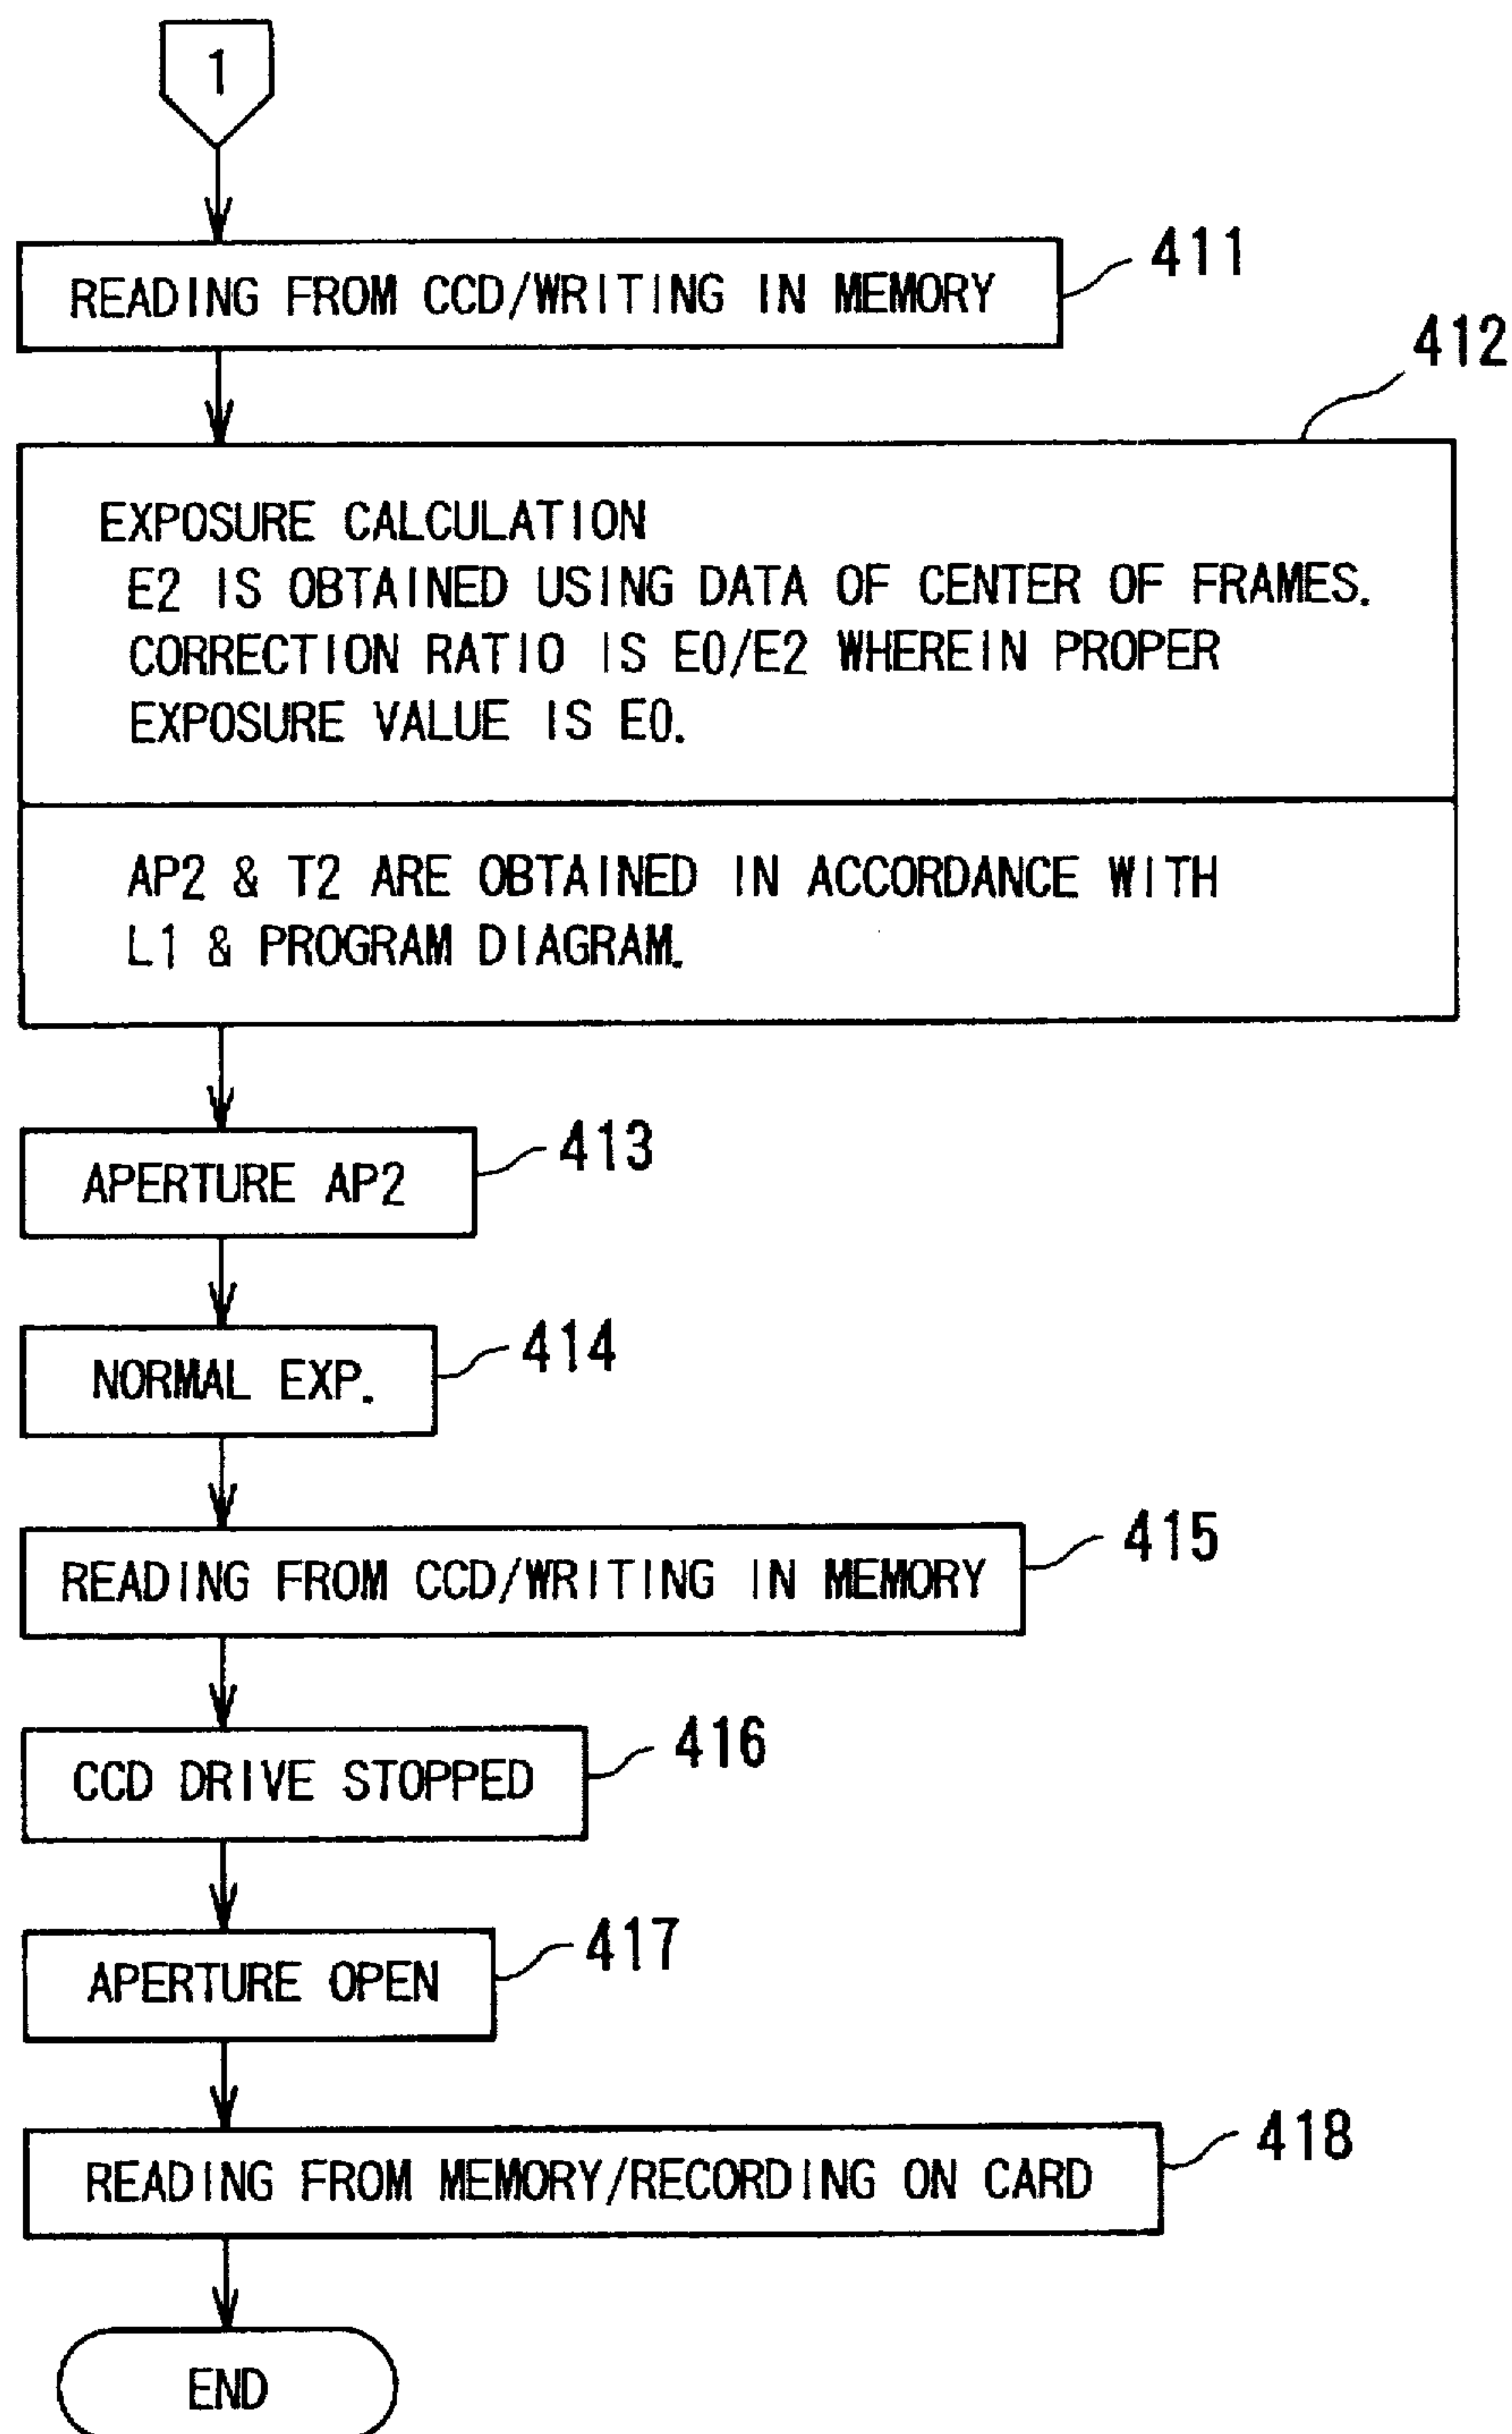 1
READING FROM CCD/WRITING IN MEMORY
411
412
EXPOSURE CALCULATION
E2 IS OBTAINED USING DATA OF CENTER OF FRAMES.
CORRECTION RATIO IS E0/E2 WHEREIN PROPER
EXPOSURE VALUE IS E0.
AP2 & T2 ARE OBTAINED IN ACCORDANCE WITH
L1 & PROGRAM DIAGRAM.
APERTURE AP2
413
NORMAL EXP.
414
READING FROM CCD/WRITING IN MEMORY
415
CCD DRIVE STOPPED
416
APERTURE OPEN
417
READING FROM MEMORY/RECORDING ON CARD
418
END